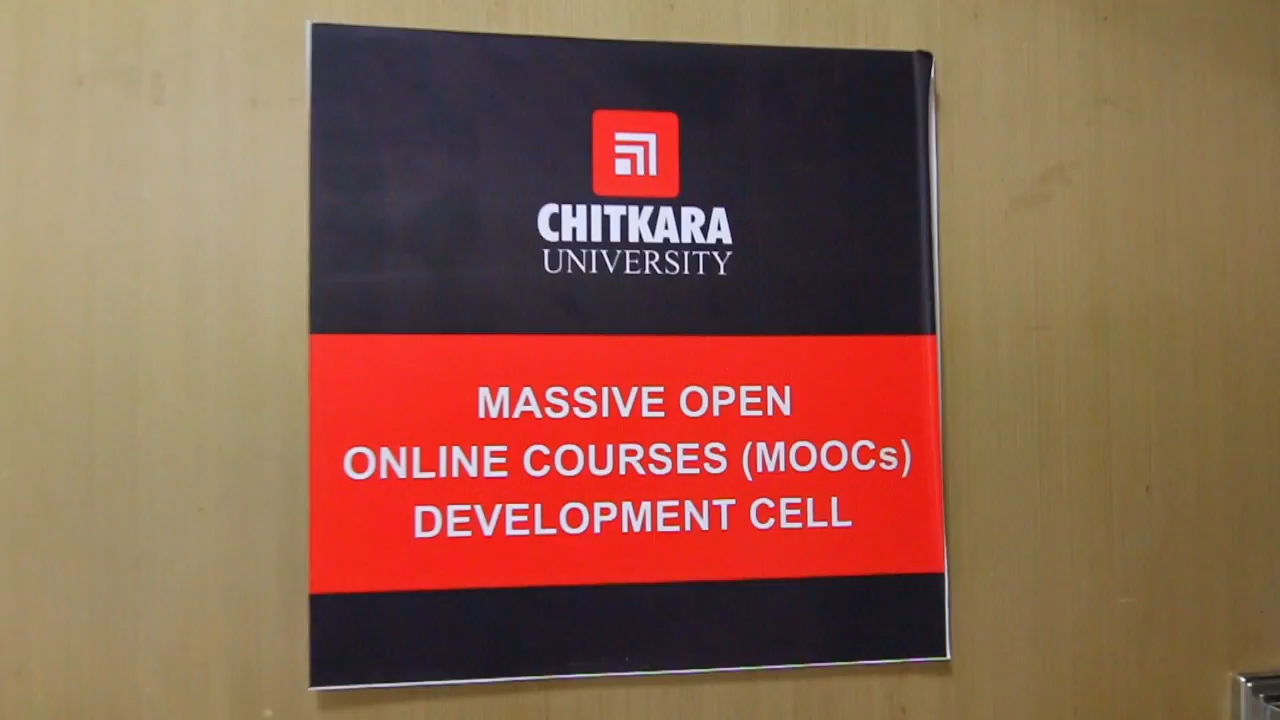 CHITKARA
UNIVERSITY
MASSIVE OPEN
ONLINE COURSES (MOOCs)
DEVELOPMENT CELL